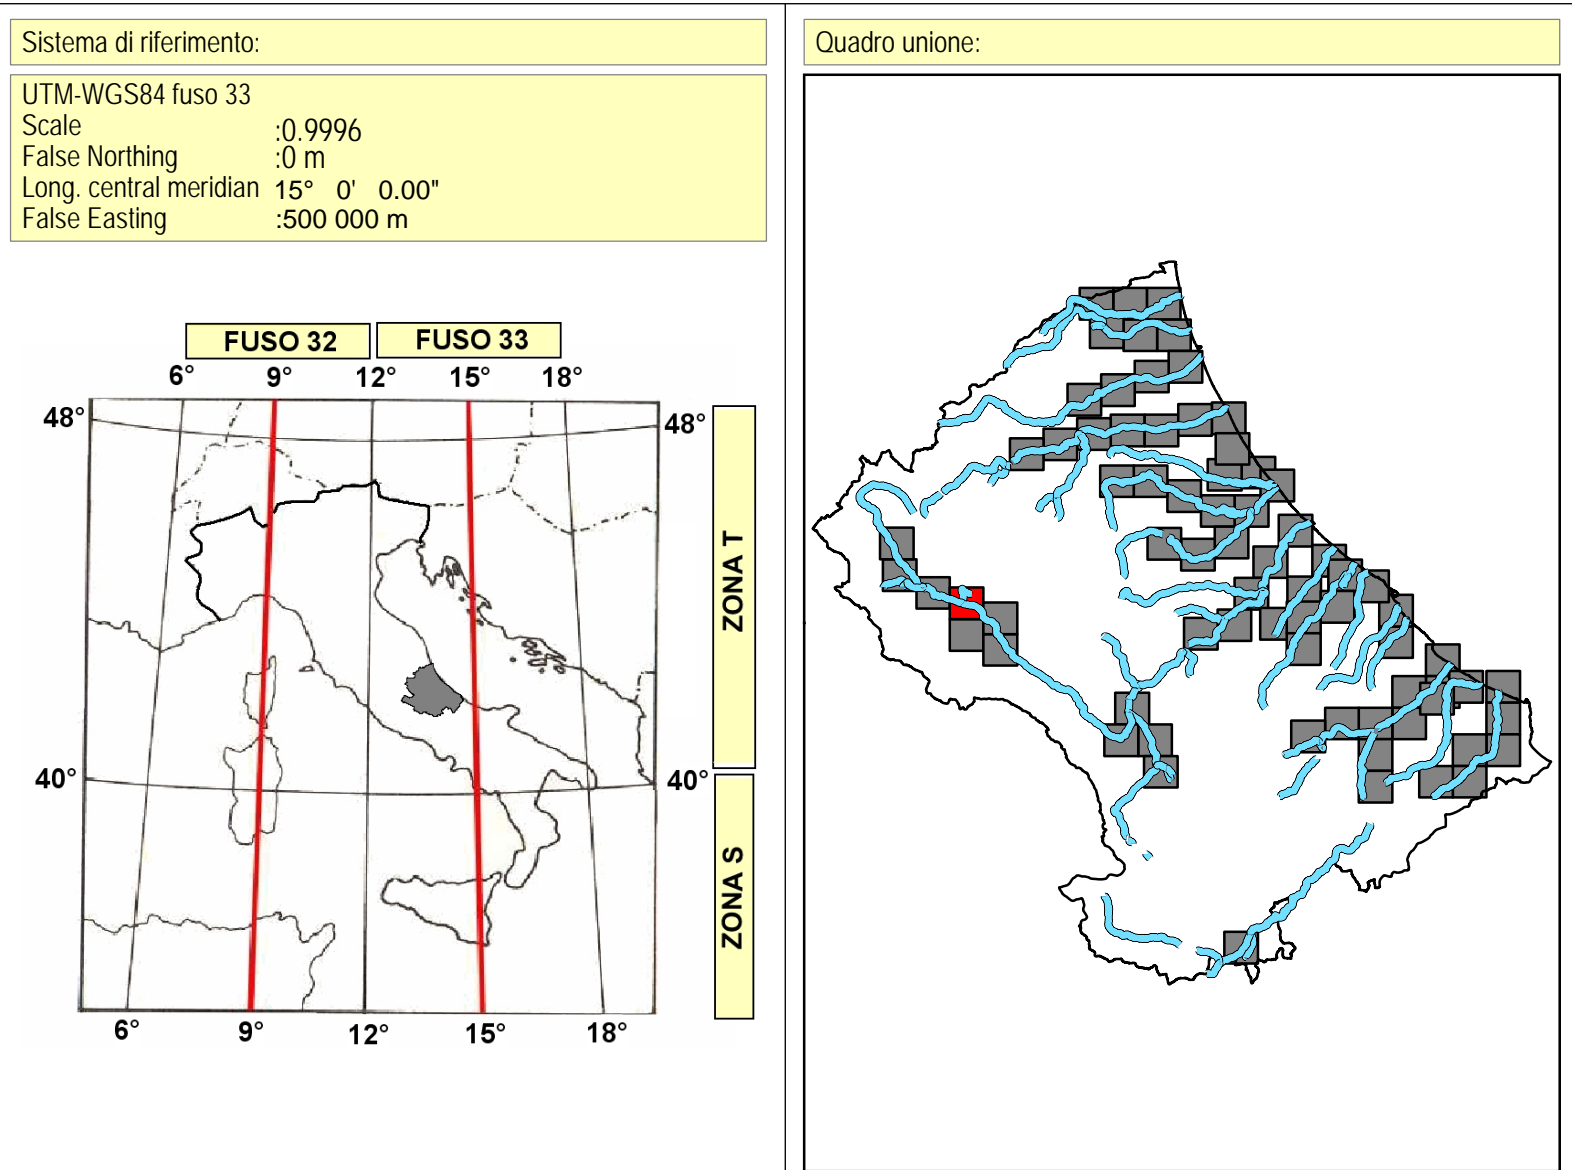 Sistema di riferimento:
UTM-WGS84 fuso 33
Scale :0.9996
False Northing :0 m
Long. central meridian 15° 0' 0.00"
False Easting :500 000 m
FUSO 32 FUSO 33
6° 9° 12° 15° 18°
48° 48°
ZONA T
40° 40°
ZONA S
6° 9° 12° 15° 18°
Quadro unione: